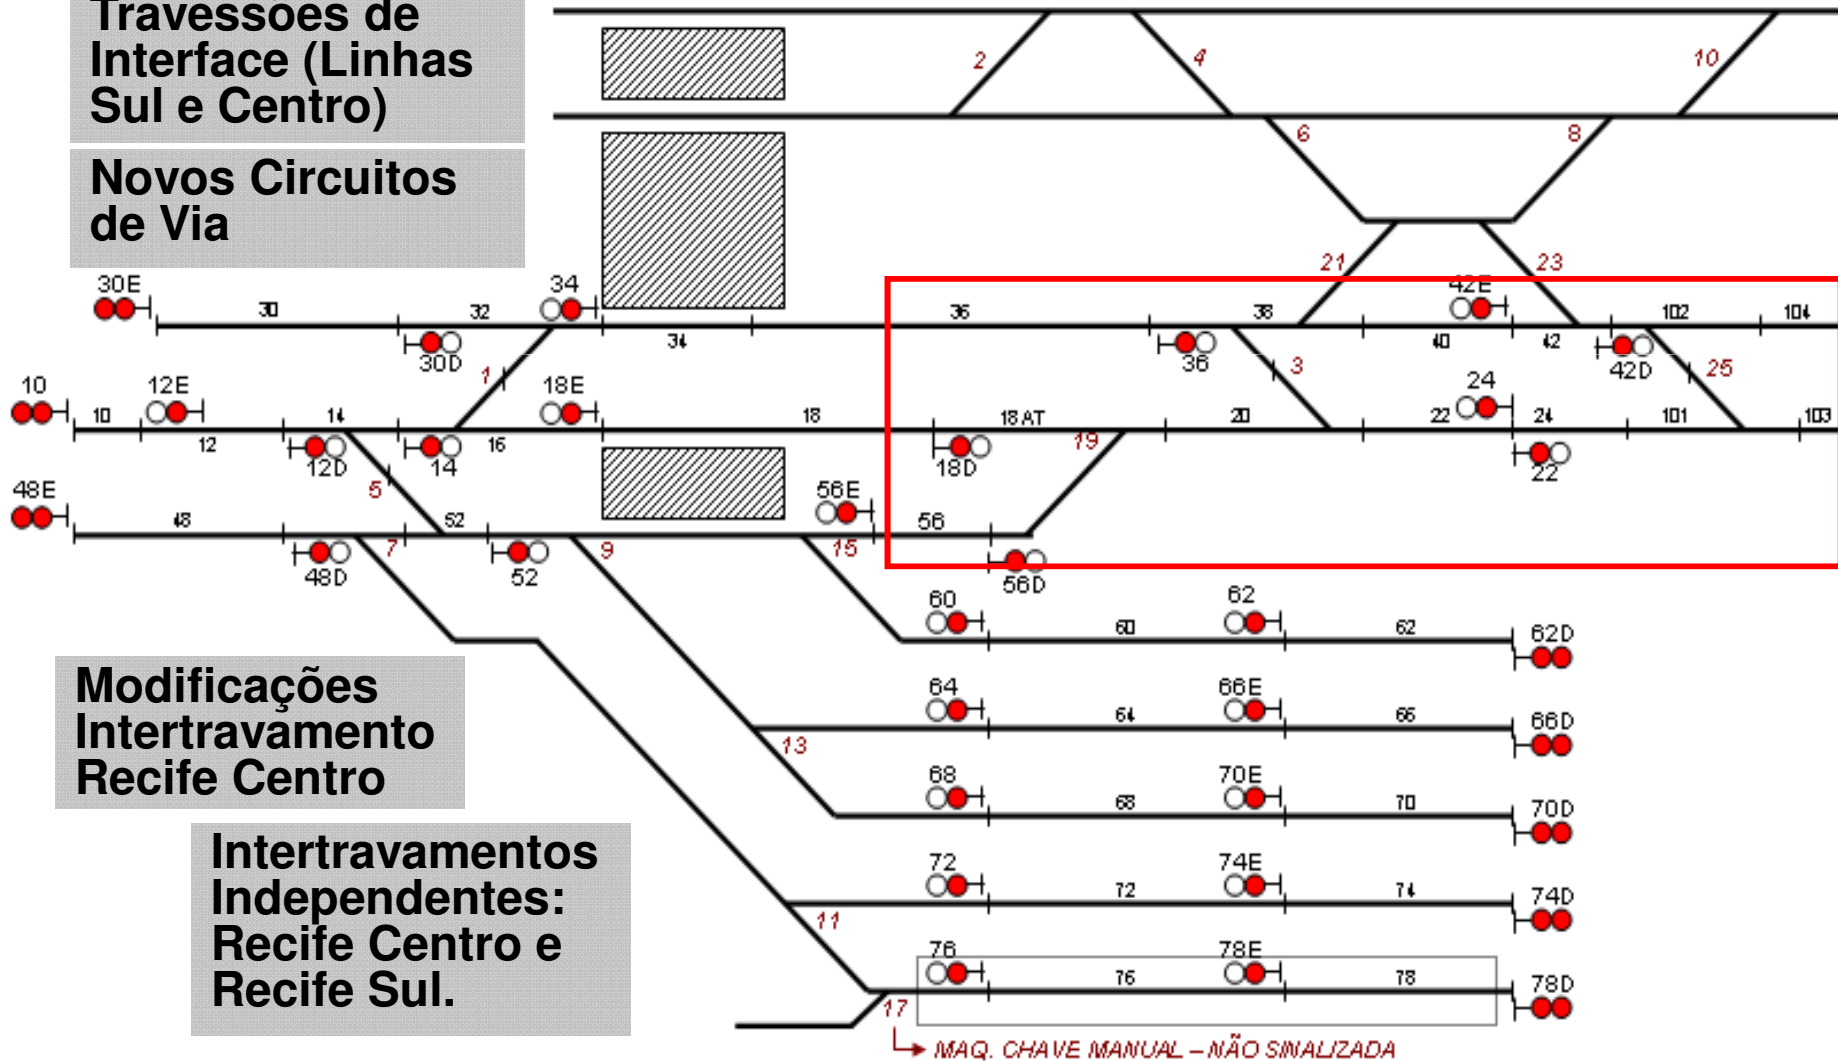 Travessões de
Interface (Linhas
Sul e Centro)
2
4
10
6
8
Novos Circuitos
de Via
21
23
30E
30
32
34
36
38
42E
102
104
30D
34
36
40
42
42D
25
1
3
10
12E
18E
24
10
12
14
16
18
18 AT
20
22
24
101
103
12D
14
18D
19
22
5
48E
56E
48
52
56
7
9
15
48D
52
56D
60
60
62
62
62D
Modificações
Intertravamento
Recife Centro
64
64
66E
66
66D
13
68
68
70E
70
70D
Intertravamentos
Independentes:
Recife Centro e
Recife Sul.
72
72
74E
74
74D
11
76
76
78E
78
78D
17
MAQ. CHAVE MANUAL – NÃO SINALIZADA